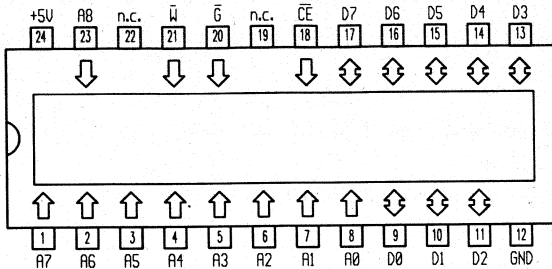 +5V A8 n.c. W̅ G̅ n.c. C̅E̅ D7 D6 D5 D4 D3
24 23 22 21 20 19 18 17 16 15 14 13
1 2 3 4 5 6 7 8 9 10 11 12
A7 A6 A5 A4 A3 A2 A1 A0 D0 D1 D2 GND